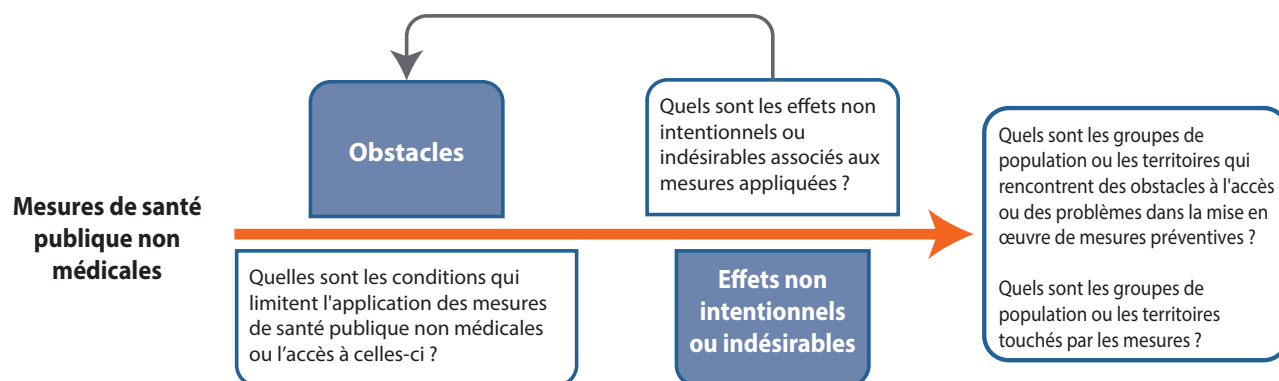 Mesures de santé
publique non
médicales
Obstacles
Quelles sont les conditions qui
limitent l'application des mesures
de santé publique non médicales
ou l’accès à celles-ci ?
Quels sont les effets non
intentionnels ou
indésirables associés aux
mesures appliquées ?
Effets non
intentionnels
ou indésirables
Quels sont les groupes de
population ou les territoires qui
rencontrent des obstacles à l'accès
ou des problèmes dans la mise en
œuvre de mesures préventives ?
Quels sont les groupes de
population ou les territoires
touchés par les mesures ?